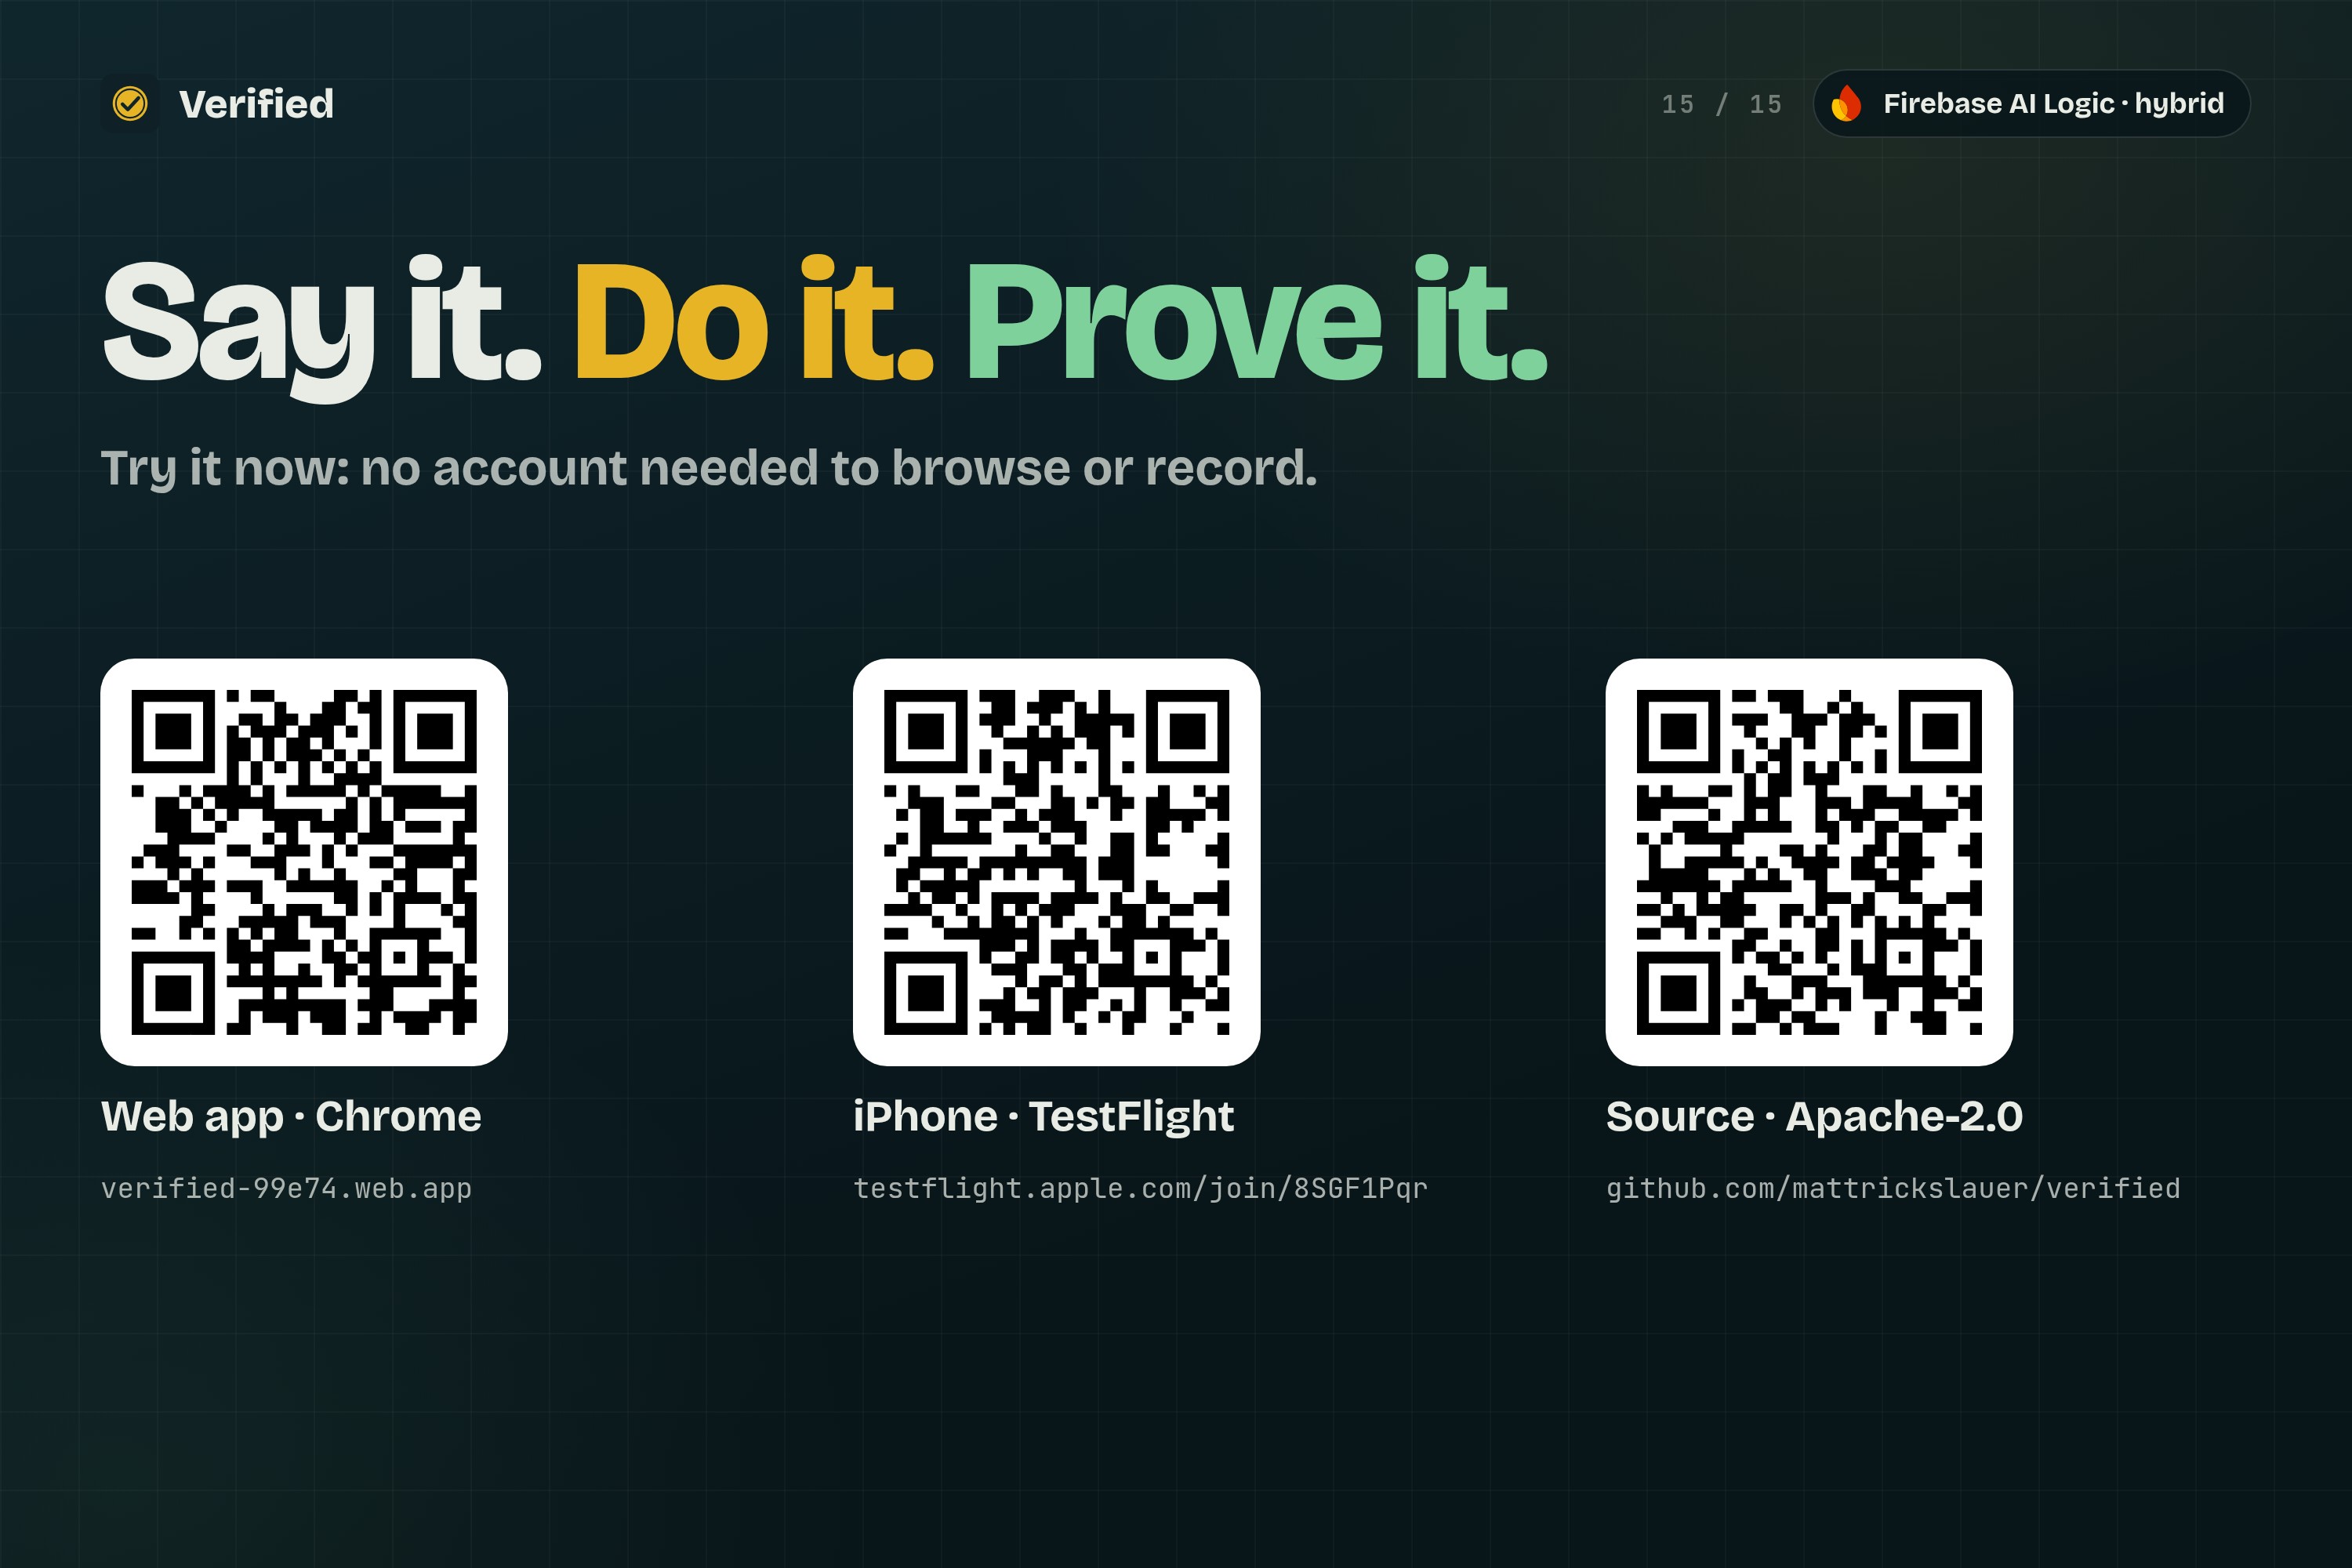 Verified
15 / 15
Firebase AI Logic · hybrid
Say it. Do it. Prove it.
Try it now: no account needed to browse or record.
Web app · Chrome
verified-99e74.web.app
iPhone · TestFlight
testflight.apple.com/join/8SGF1Pqr
Source · Apache-2.0
github.com/mattrickslauer/verified